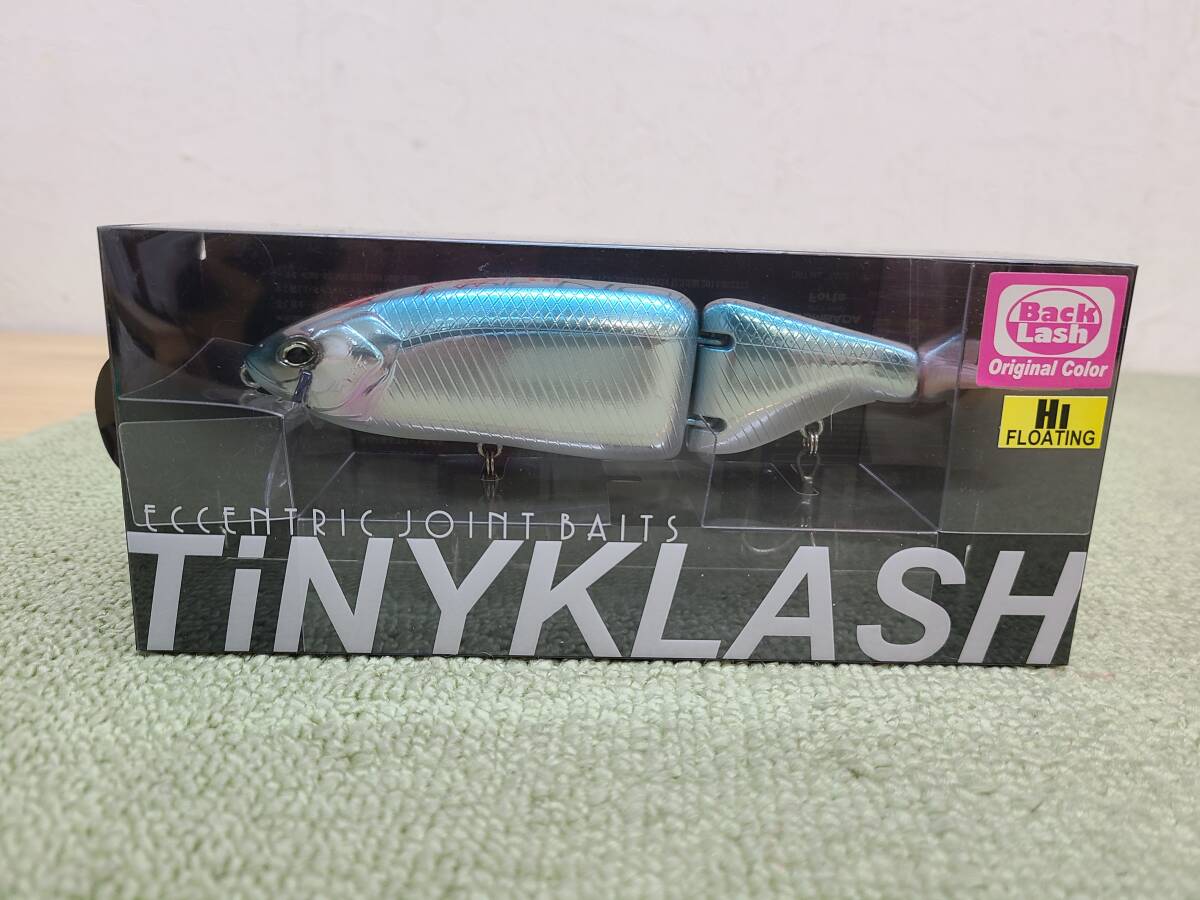 Back
Lash
Original Color
Hi
FLOATING
ECCENTRIC JOINT BAITS
TiNYKLASH